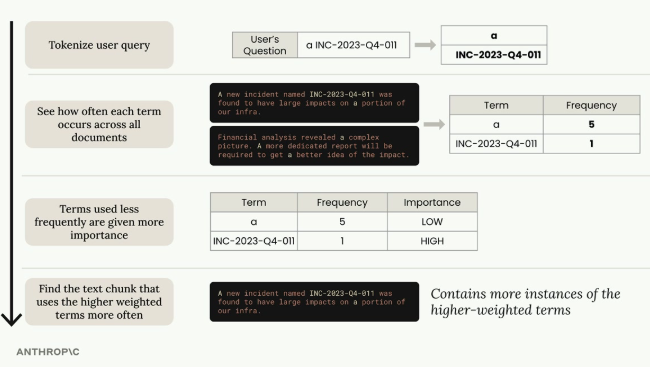 Tokenize user query
User's
Question
a INC-2023-Q4-011
a
INC-2023-Q4-011
See how often each term
occurs across all
documents
A new incident named INC-2023-Q4-011 was
found to have large impacts on a portion of
our infra.
Financial analysis revealed a complex
picture. A more dedicated report will be
required to get a better idea of the impact.
Term Frequency
a 5
INC-2023-Q4-011 1
Terms used less
frequently are given more
importance
Term Frequency Importance
a 5 LOW
INC-2023-Q4-011 1 HIGH
Find the text chunk that
uses the higher weighted
terms more often
A new incident named INC-2023-Q4-011 was
found to have large impacts on a portion of
our infra.
Contains more instances of the
higher-weighted terms
ANTHROP\C